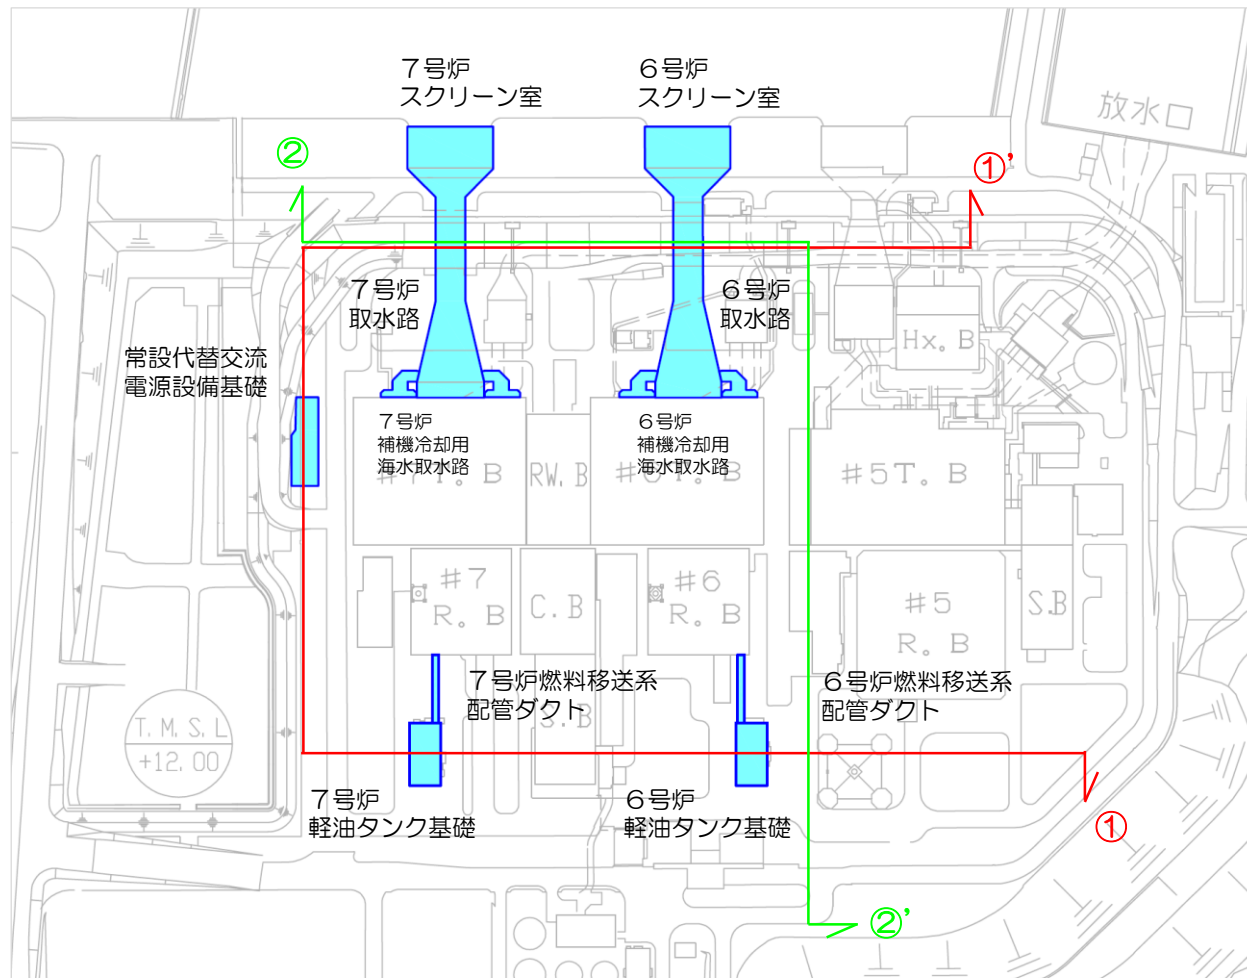 7号炉
スクリーン室
6号炉
スクリーン室
放水口
②
①’
7号炉
取水路
6号炉
取水路
Hx. B
常設代替交流
電源設備基礎
7号炉
補機冷却用
海水取水路
6号炉
補機冷却用
海水取水路
#7 T. B
RW. B
#6 T. B
#5 T. B
#7
R. B
C. B
#6
R. B
#5
R. B
S.B
7号炉燃料移送系
配管ダクト
S. B
6号炉燃料移送系
配管ダクト
T. M. S. L
+12. 00
7号炉
軽油タンク基礎
6号炉
軽油タンク基礎
①
②’